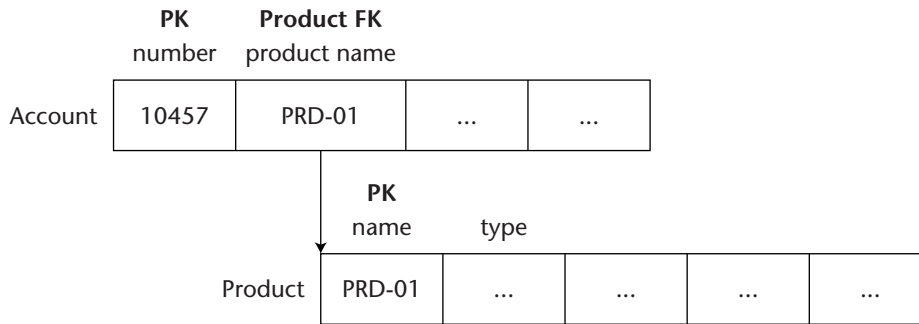 PK Product FK
number product name
Account 10457 PRD-01 ... ...
PK
name type
Product PRD-01 ... ... ... ...